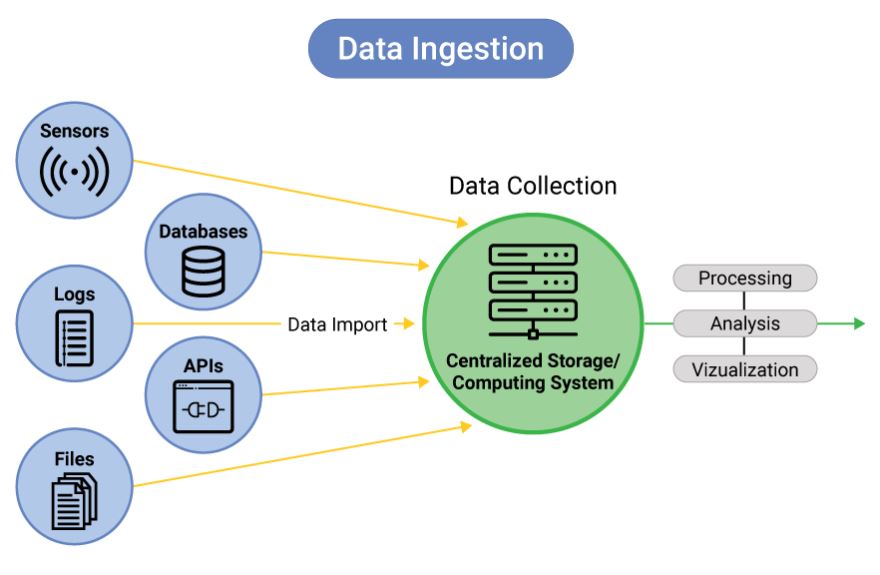 Data Ingestion
Sensors
Databases
Logs
APIs
Files
Data Import
Data Collection
Centralized Storage/
Computing System
Processing
Analysis
Vizualization